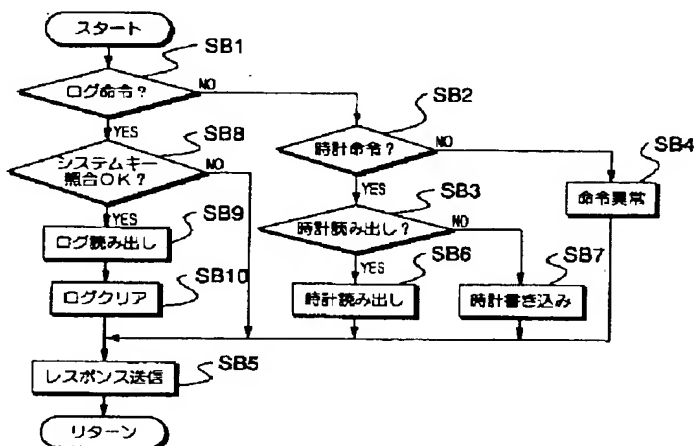 スタート
SB1
ログ命令?
NO
YES
SB2
時計命令?
NO
YES
SB4
命令異常
SB8
システムキー
照合OK?
NO
YES
SB3
時計読み出し?
NO
YES
SB9
ログ読み出し
SB6
時計読み出し
SB7
時計書き込み
SB10
ログクリア
SB5
レスポンス送信
リターン